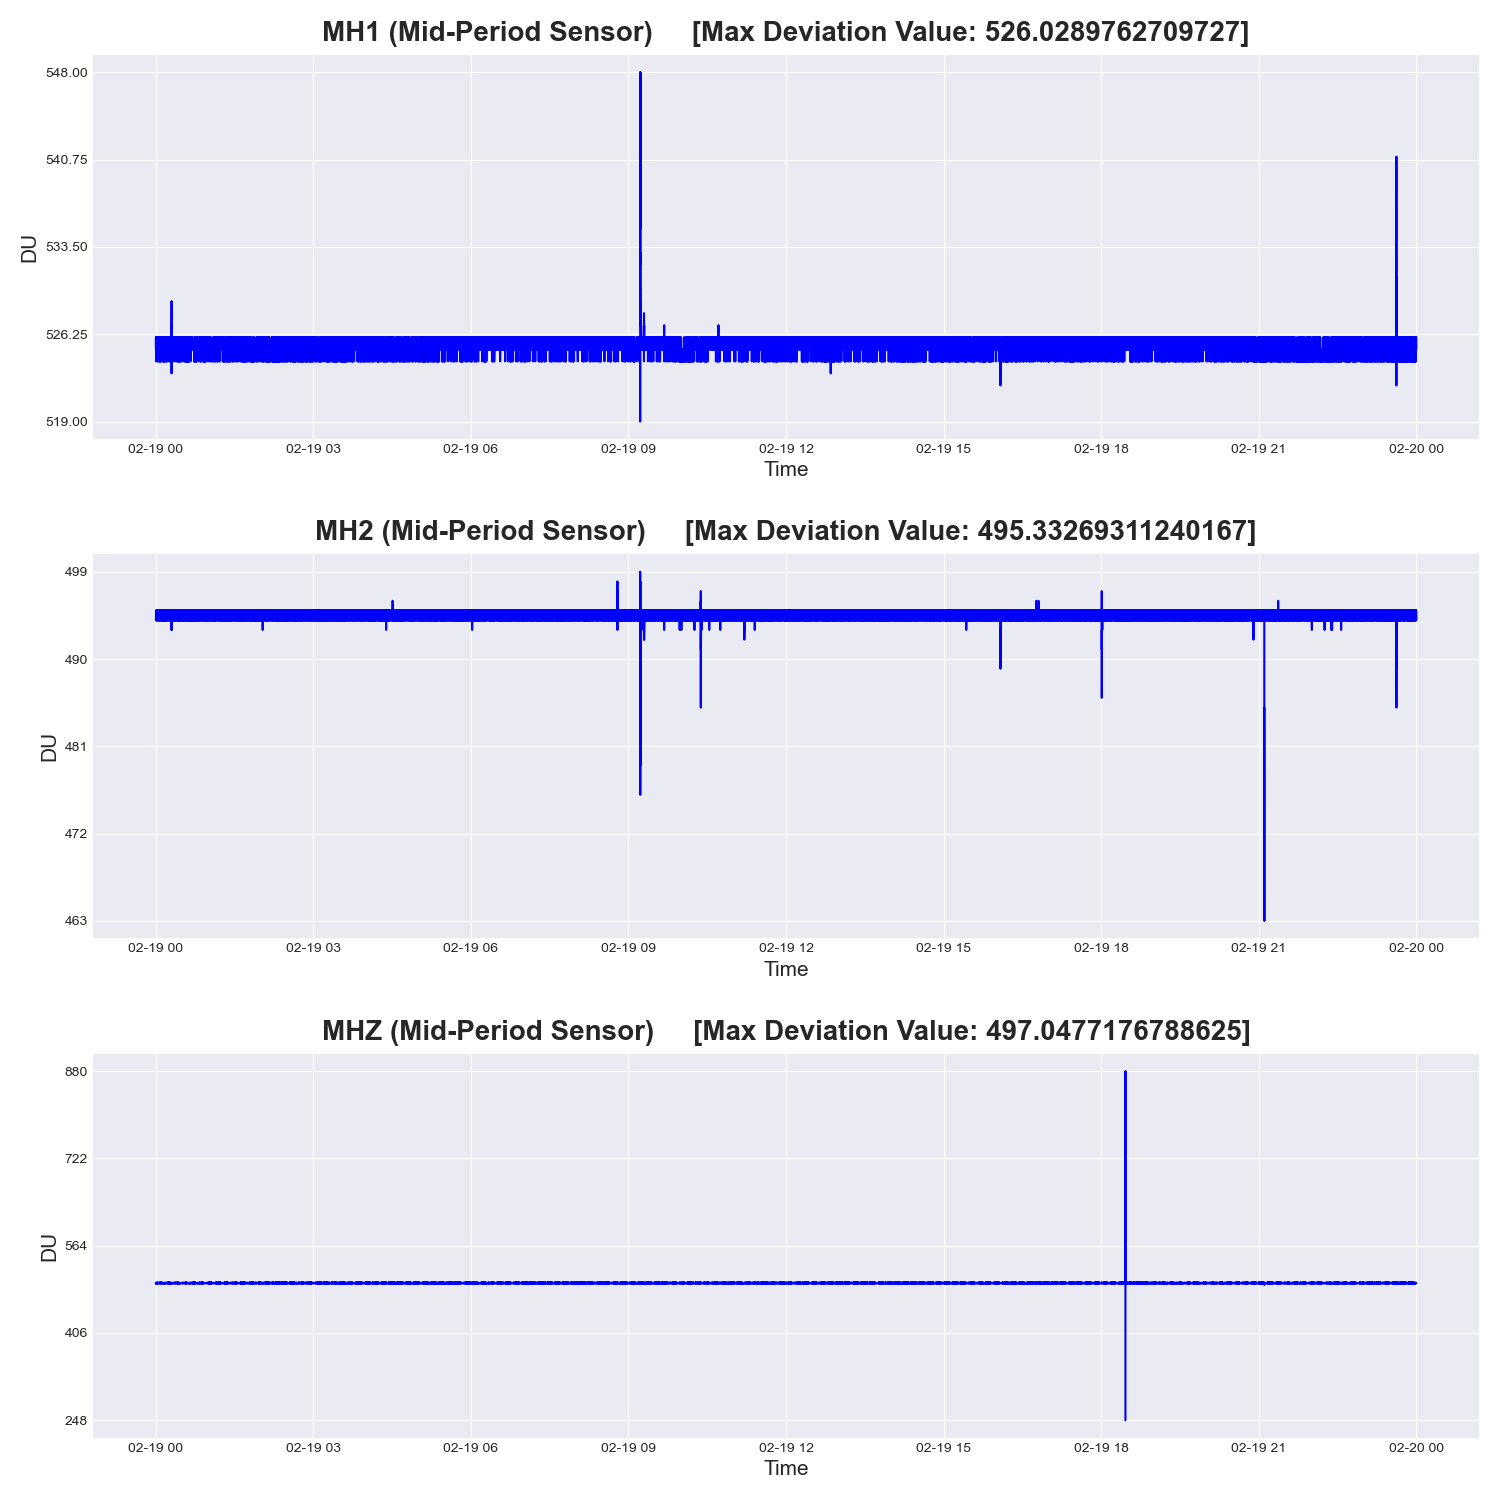 MH1 (Mid-Period Sensor)     [Max Deviation Value: 526.0289762709727]
548.00
540.75
533.50
526.25
519.00
DU
02-19 00 02-19 03 02-19 06 02-19 09 02-19 12 02-19 15 02-19 18 02-19 21 02-20 00
Time
MH2 (Mid-Period Sensor)     [Max Deviation Value: 495.33269311240167]
499
490
481
472
463
DU
02-19 00 02-19 03 02-19 06 02-19 09 02-19 12 02-19 15 02-19 18 02-19 21 02-20 00
Time
MHZ (Mid-Period Sensor)     [Max Deviation Value: 497.0477176788625]
880
722
564
406
248
DU
02-19 00 02-19 03 02-19 06 02-19 09 02-19 12 02-19 15 02-19 18 02-19 21 02-20 00
Time